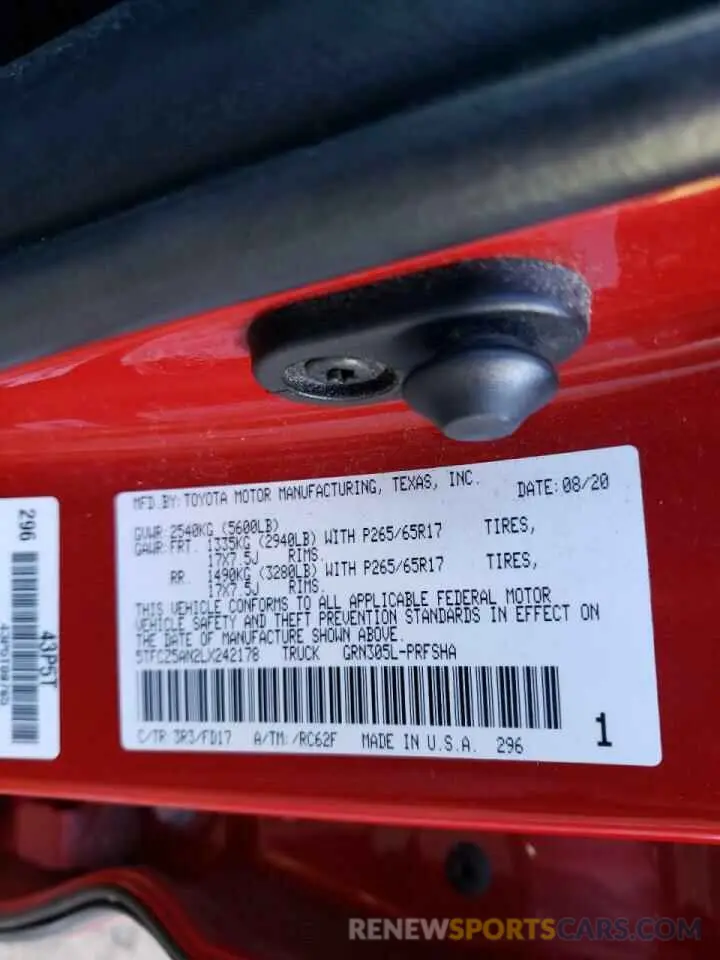 MFD.BY:TOYOTA MOTOR MANUFACTURING, TEXAS, INC. DATE:08/20
GVWR 2540KG (5600LB)
GAWR FRT. 1335KG (2940LB) WITH P265/65R17 TIRES,
17X7.5J RIMS.
RR. 1490KG (3280LB) WITH P265/65R17 TIRES,
17X7.5J RIMS.
THIS VEHICLE CONFORMS TO ALL APPLICABLE FEDERAL MOTOR
VEHICLE SAFETY AND THEFT PREVENTION STANDARDS IN EFFECT ON
THE DATE OF MANUFACTURE SHOWN ABOVE.
5TFCZ5AN2LX242178 TRUCK GRN305L-PRFSHA
C/TR:3R3/FD17 A/TM:/RC62F MADE IN U.S.A. 296
1
296
43P5T
RENEWSPORTSCARS.COM